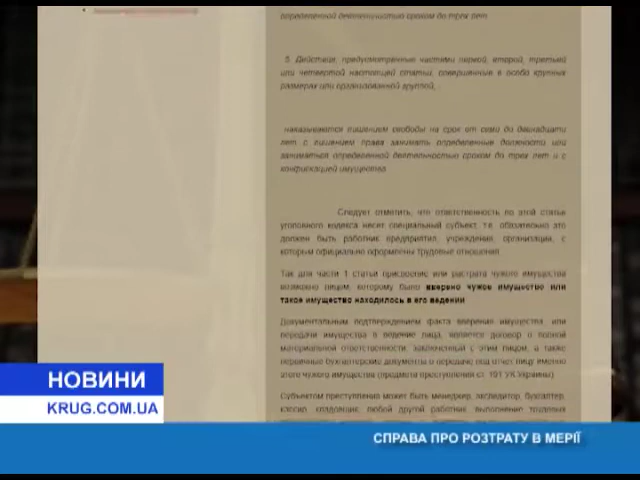 определенной деятельностью сроком до трех лет.
5. Действия, предусмотренные частями первой, второй, третьей
или четвертой настоящей статьи, совершенные в особо крупных
размерах или организованной группой, -
наказываются лишением свободы на срок от семи до двенадцати
лет с лишением права занимать определенные должности или
заниматься определенной деятельностью сроком до трех лет и с
конфискацией имущества.
Следует отметить, что ответственность по этой статье
уголовного кодекса несет специальный субъект, т.е. обязательно это
должен быть работник предприятия, учреждения, организации, с
которым официально оформлены трудовые отношения.
Так для части 1 статьи присвоение или растрата чужого имущества
возможно лицом, которому было вверено чужое имущество или
такое имущество находилось в его ведении.
Документальным подтверждением факта вверения имущества, или
передачи имущества в ведение лица, является договор о полной
материальной ответственности, заключенный с этим лицом, а также
первичные бухгалтерские документы о передаче под отчет лицу именно
этого чужого имущества (предмета преступления ст. 191 УК Украины).
Субъектом преступления может быть менеджер, экспедитор, бухгалтер,
кассир, кладовщик, любой другой работник, выполнение трудовых
НОВИНИ
KRUG.COM.UA
СПРАВА ПРО РОЗТРАТУ В МЕРІЇ